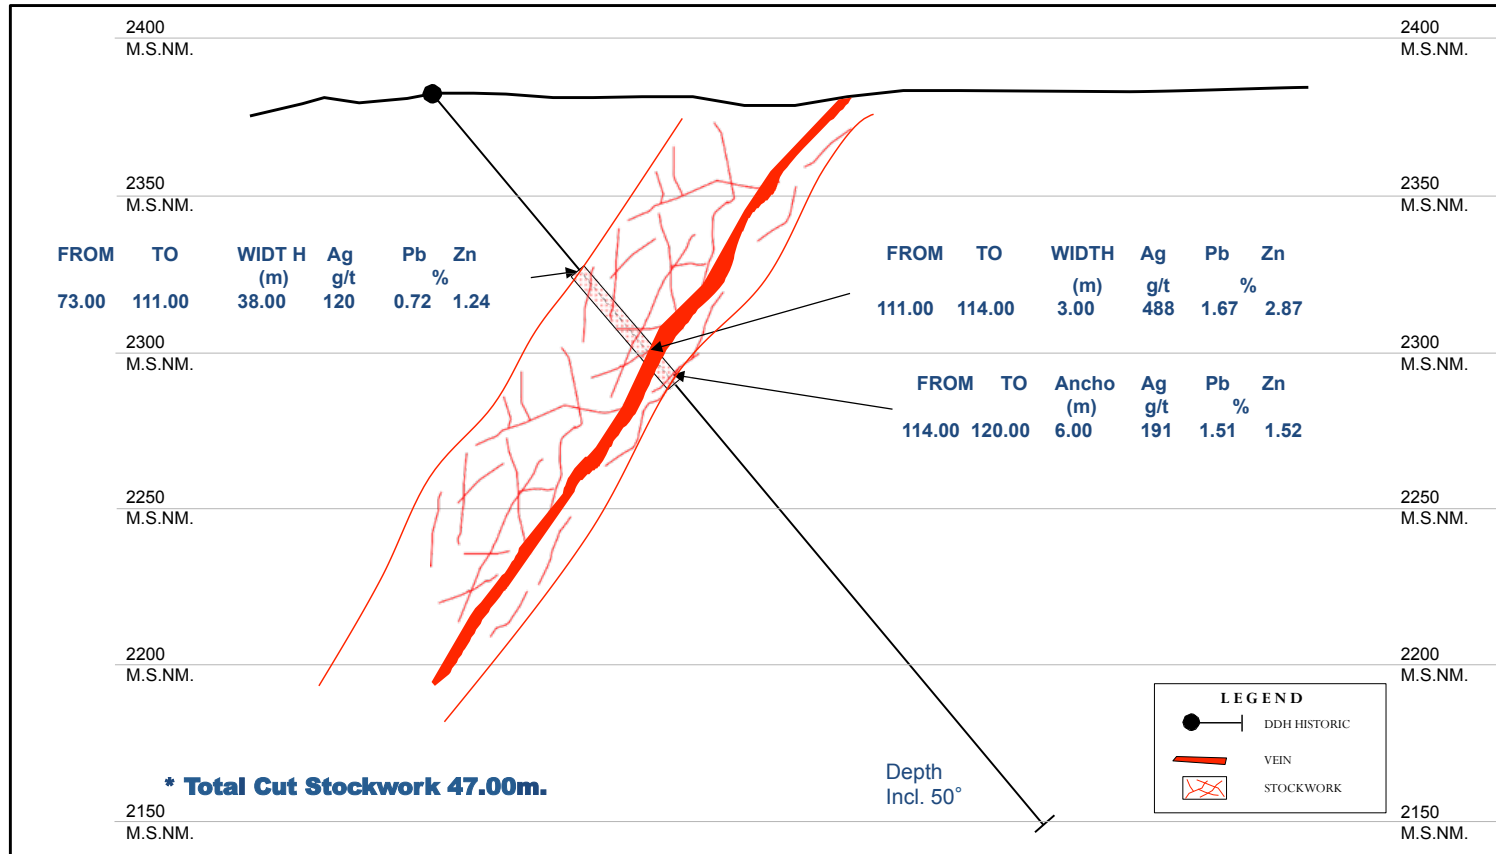 2400
M.S.NM.
2400
M.S.NM.
2350
M.S.NM.
2350
M.S.NM.
FROM TO WIDT H Ag Pb Zn
(m) g/t %
73.00 111.00 38.00 120 0.72 1.24
FROM TO WIDTH Ag Pb Zn
(m) g/t %
111.00 114.00 3.00 488 1.67 2.87
2300
M.S.NM.
2300
M.S.NM.
FROM TO Ancho Ag Pb Zn
(m) g/t %
114.00 120.00 6.00 191 1.51 1.52
2250
M.S.NM.
2250
M.S.NM.
2200
M.S.NM.
2200
M.S.NM.
LEGEND
DDH HISTORIC
VEIN
STOCKWORK
* Total Cut Stockwork 47.00m.
Depth
Incl. 50°
2150
M.S.NM.
2150
M.S.NM.